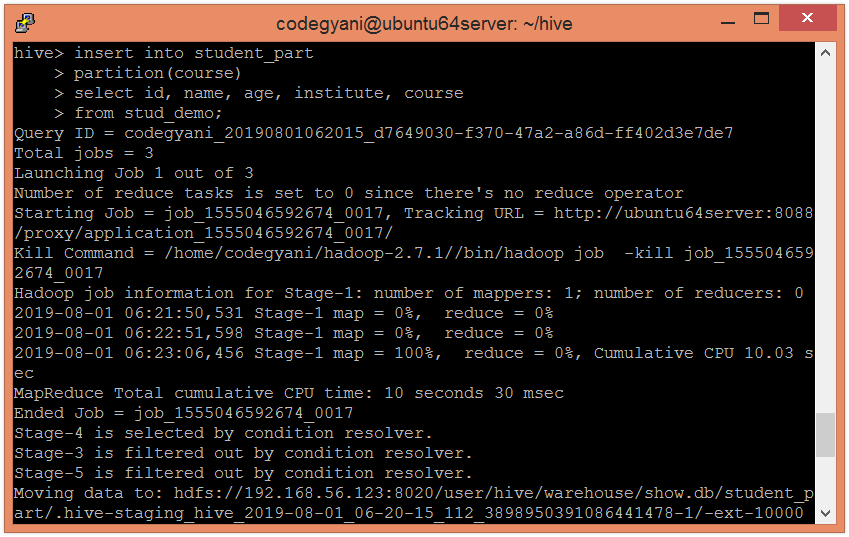 codegyani@ubuntu64server: ~/hive
hive> insert into student_part
    > partition(course)
    > select id, name, age, institute, course
    > from stud_demo;
Query ID = codegyani_20190801062015_d7649030-f370-47a2-a86d-ff402d3e7de7
Total jobs = 3
Launching Job 1 out of 3
Number of reduce tasks is set to 0 since there's no reduce operator
Starting Job = job_1555046592674_0017, Tracking URL = http://ubuntu64server:8088
/proxy/application_1555046592674_0017/
Kill Command = /home/codegyani/hadoop-2.7.1//bin/hadoop job  -kill job_155504659
2674_0017
Hadoop job information for Stage-1: number of mappers: 1; number of reducers: 0
2019-08-01 06:21:50,531 Stage-1 map = 0%,  reduce = 0%
2019-08-01 06:22:51,598 Stage-1 map = 0%,  reduce = 0%
2019-08-01 06:23:06,456 Stage-1 map = 100%,  reduce = 0%, Cumulative CPU 10.03 s
ec
MapReduce Total cumulative CPU time: 10 seconds 30 msec
Ended Job = job_1555046592674_0017
Stage-4 is selected by condition resolver.
Stage-3 is filtered out by condition resolver.
Stage-5 is filtered out by condition resolver.
Moving data to: hdfs://192.168.56.123:8020/user/hive/warehouse/show.db/student_p
art/.hive-staging_hive_2019-08-01_06-20-15_112_3898950391086441478-1/-ext-10000